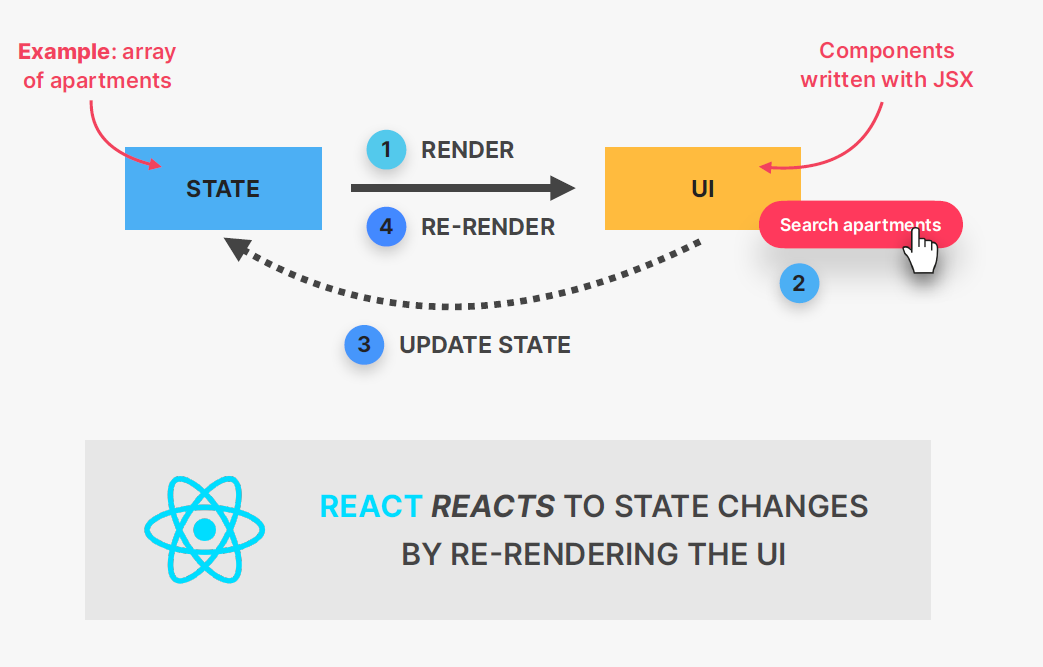 Example: array
of apartments
Components
written with JSX
1 RENDER
STATE
UI
4 RE-RENDER
Search apartments
2
3 UPDATE STATE
REACT REACTS TO STATE CHANGES
BY RE-RENDERING THE UI